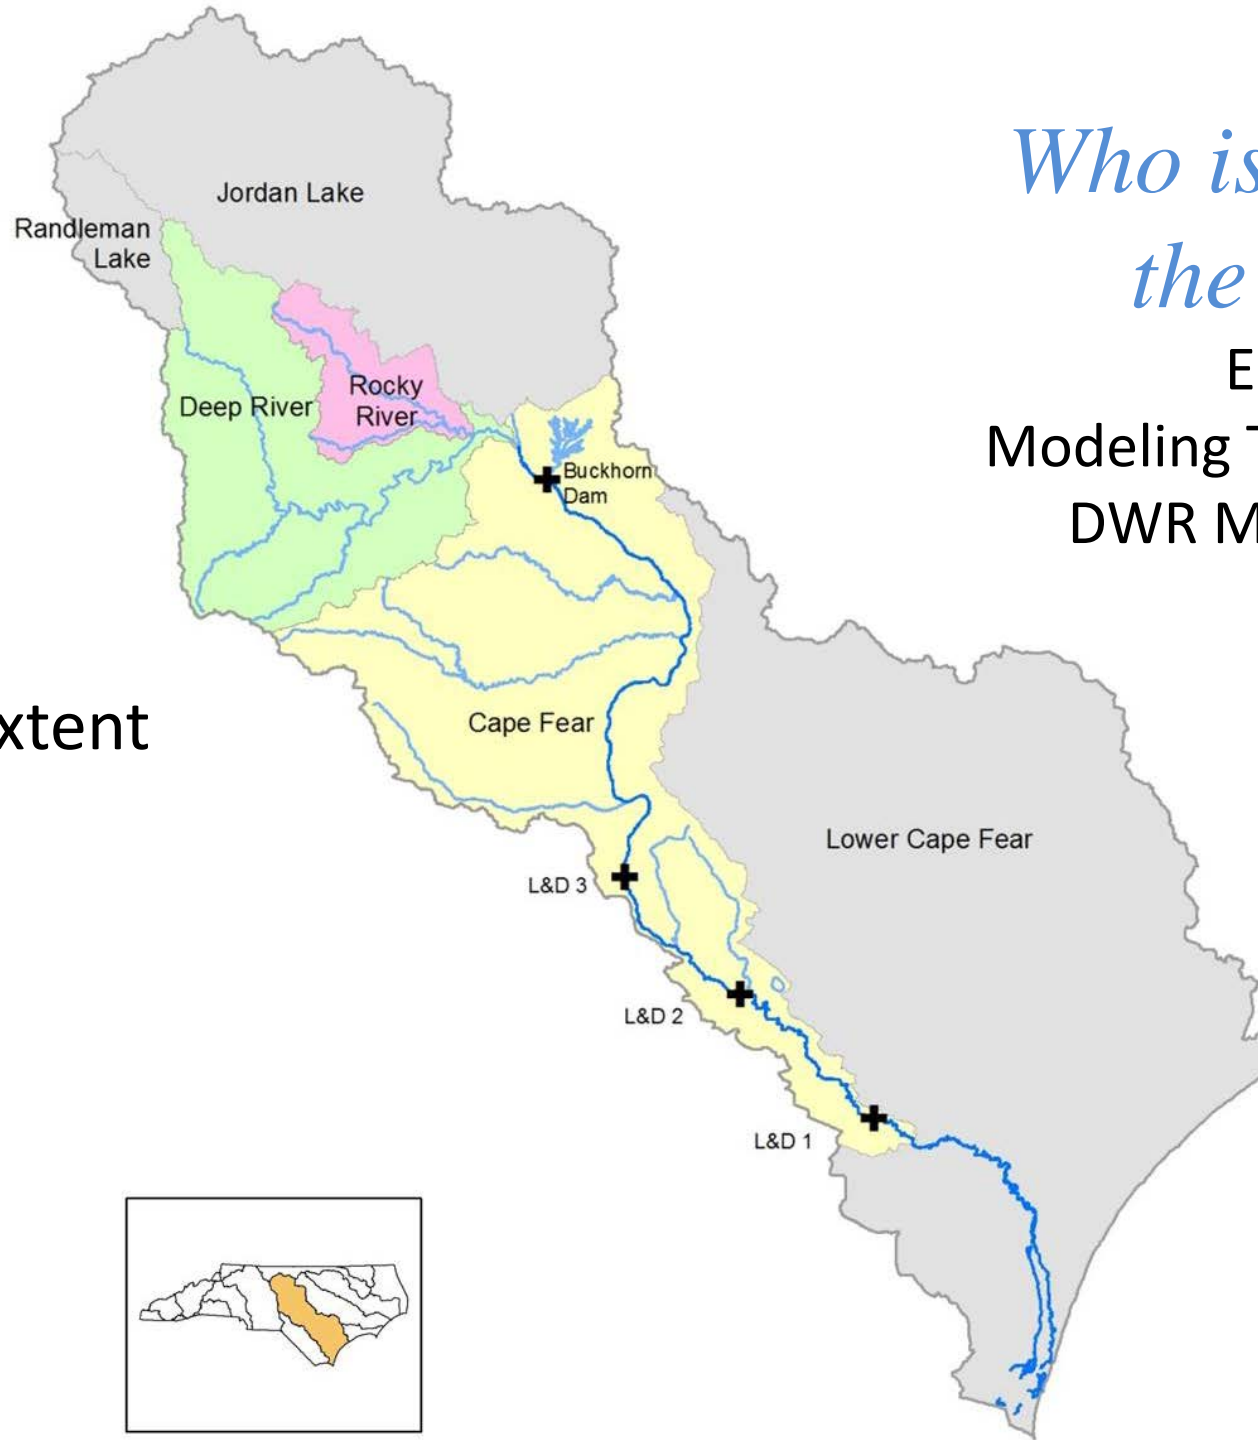 Who is
the
E
Modeling T
DWR M
xtent
Jordan Lake
Randleman
Lake
Deep River
Rocky
River
Buckhorn
Dam
Cape Fear
Lower Cape Fear
L&D 3
L&D 2
L&D 1